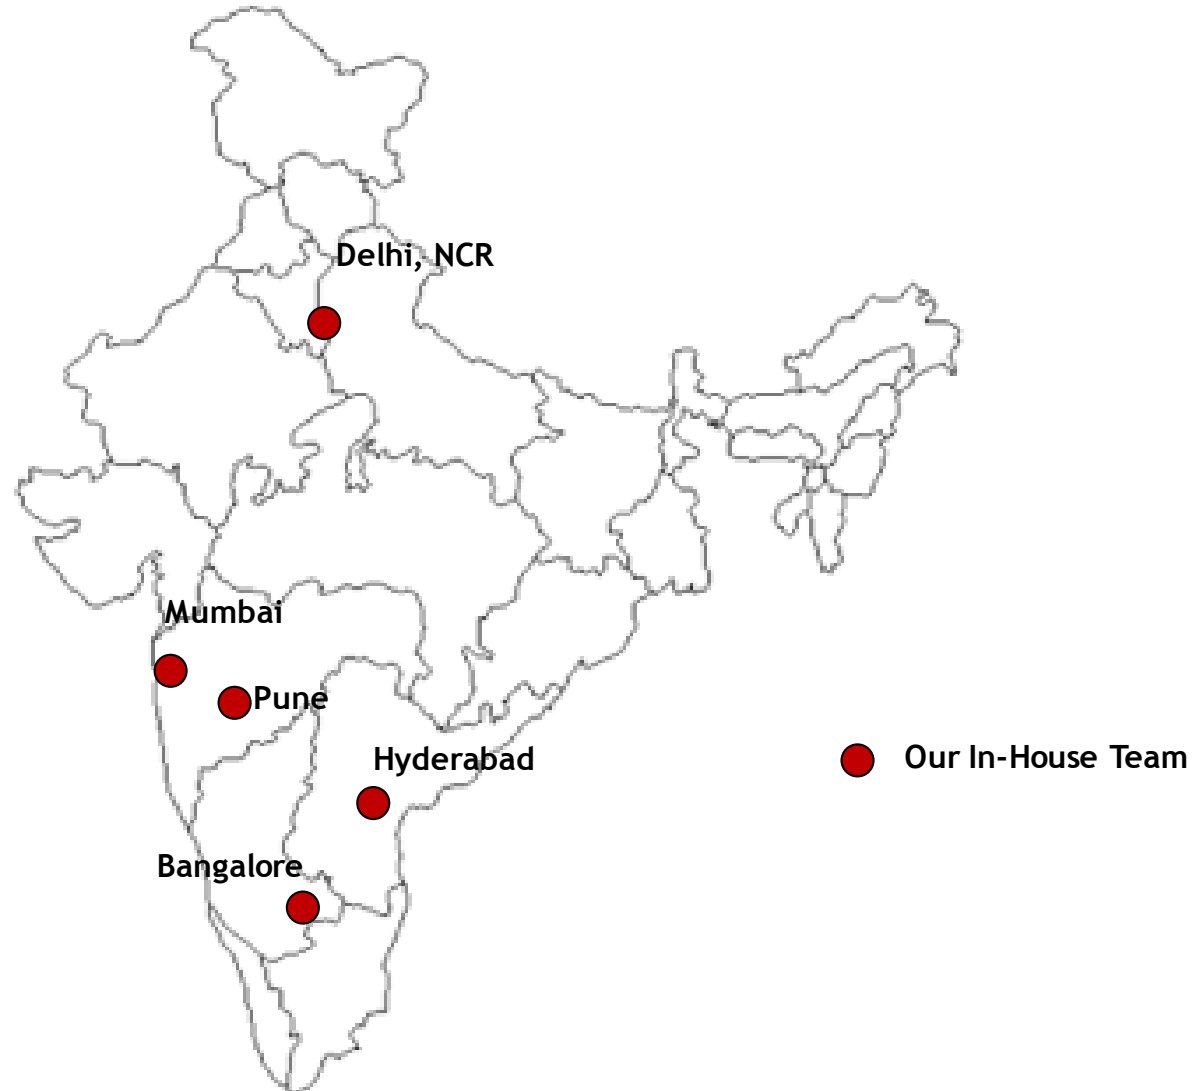 Delhi, NCR
Mumbai
Pune
Hyderabad
Our In-House Team
Bangalore